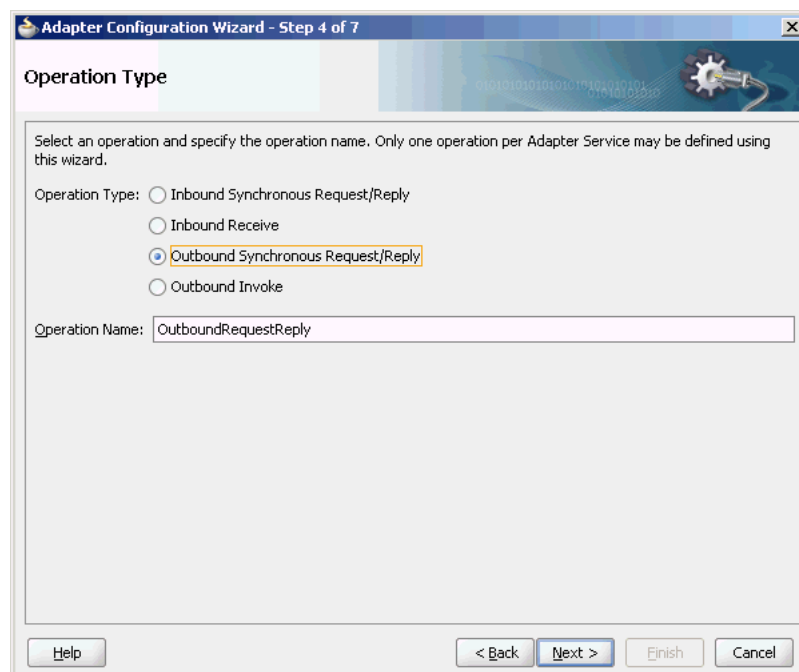 Adapter Configuration Wizard - Step 4 of 7
Operation Type
0101010101010101010101010101
01010101010
Select an operation and specify the operation name. Only one operation per Adapter Service may be defined using
this wizard.
Operation Type: Inbound Synchronous Request/Reply
Inbound Receive
Outbound Synchronous Request/Reply
Outbound Invoke
Operation Name: OutboundRequestReply
Help < Back Next > Finish Cancel